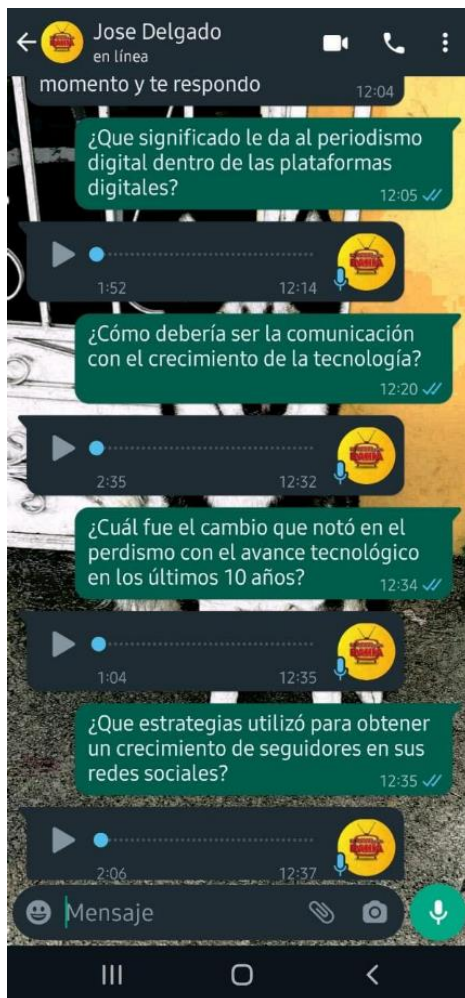 Jose Delgado
en línea
momento y te respondo
12:04
¿Que significado le da al periodismo
digital dentro de las plataformas
digitales?
12:05
1:52
12:14
¿Cómo debería ser la comunicación
con el crecimiento de la tecnología?
12:20
2:35
12:32
¿Cuál fue el cambio que notó en el
perdismo con el avance tecnológico
en los últimos 10 años?
12:34
1:04
12:35
¿Que estrategias utilizó para obtener
un crecimiento de seguidores en sus
redes sociales?
12:35
2:06
12:37
Mensaje